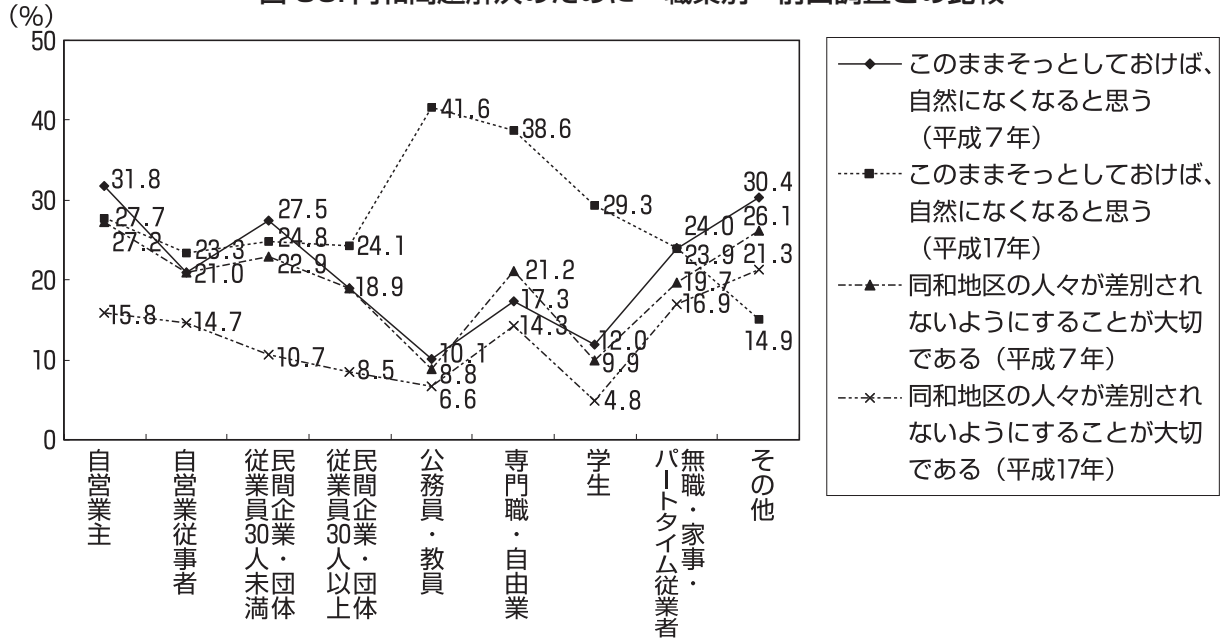 (%)
50
40
30
20
10
0
31.8
27.7
27.2
15.8
23.3
21.0
14.7
27.5
24.8
22.9
10.7
24.1
18.9
8.5
41.6
10.1
8.8
6.6
38.6
21.2
17.3
14.3
29.3
12.0
9.9
4.8
24.0
23.9
19.7
16.9
30.4
26.1
21.3
14.9
自営業主
自営業従事者
民間企業・団体
従業員30人未満
民間企業・団体
従業員30人以上
公務員・教員
専門職・自由業
学生
無職・家事・
パートタイム従業者
その他
このままそっとしておけば、
自然になくなると思う
（平成７年）
このままそっとしておけば、
自然になくなると思う
（平成17年）
同和地区の人々が差別され
ないようにすることが大切
である（平成７年）
同和地区の人々が差別され
ないようにすることが大切
である（平成17年）